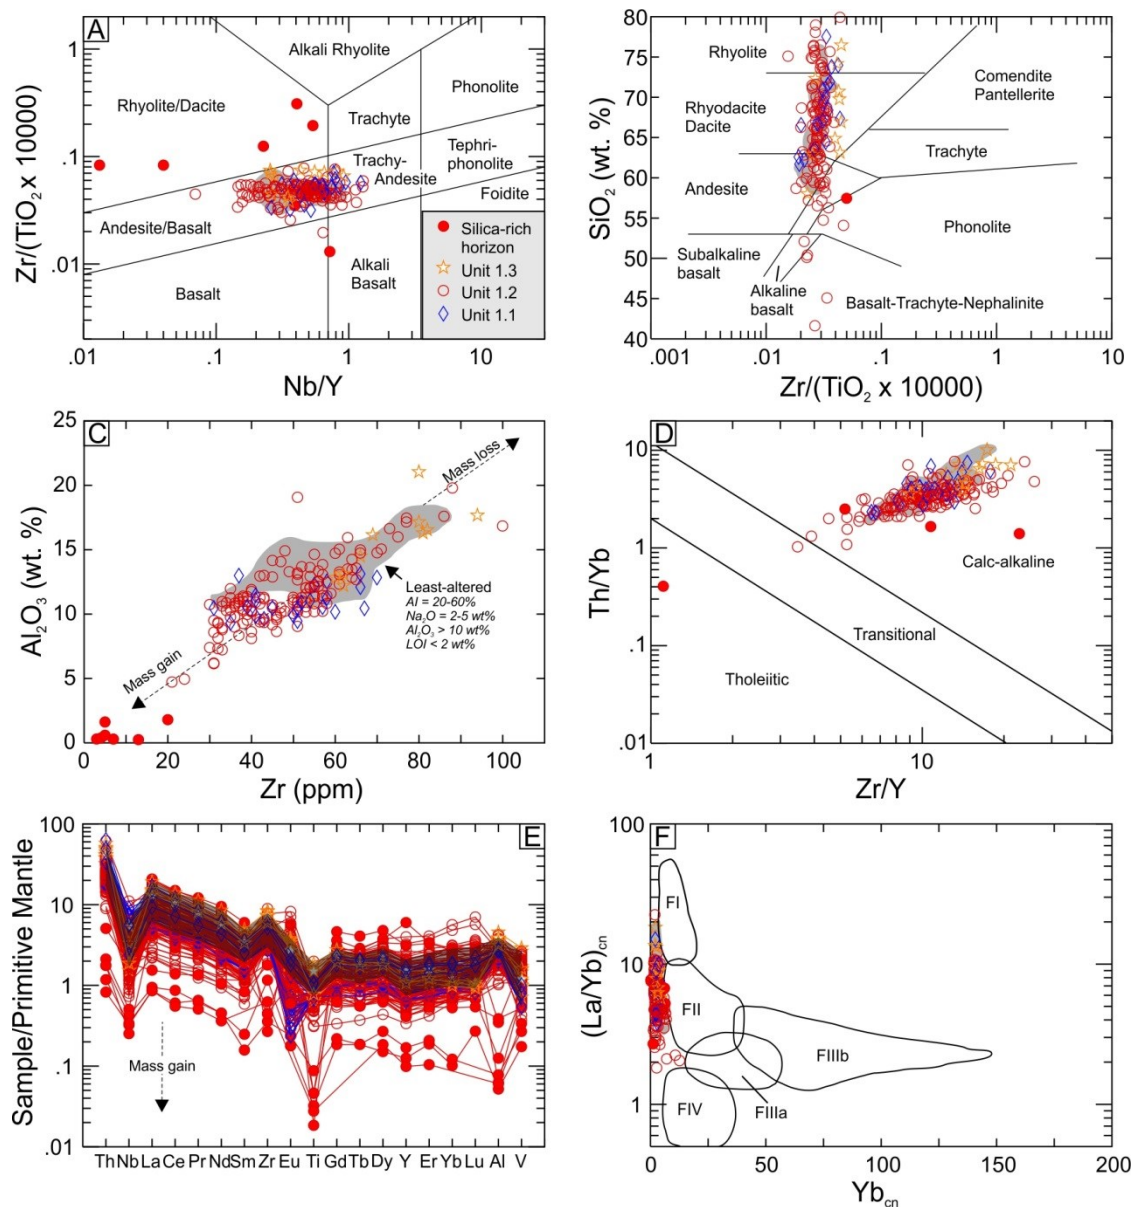 A
Alkali Rhyolite
Rhyolite/Dacite
Phonolite
Trachyte
Tephri-
phonolite
Trachy-
Andesite
Foidite
Andesite/Basalt
Basalt
Alkali
Basalt
Silica-rich
horizon
Unit 1.3
Unit 1.2
Unit 1.1
1
.1
.01
Zr/(TiO₂ x 10000)
.01
.1
1
10
Nb/Y
80
75
70
65
60
55
50
45
40
SiO₂ (wt. %)
Rhyolite
Comendite
Pantellerite
Rhyodacite
Dacite
Trachyte
Andesite
Phonolite
Subalkaline
basalt
Alkaline
basalt
Basalt-Trachyte-Nephalinite
.001
.01
.1
1
10
Zr/(TiO₂ x 10000)
C
25
20
15
10
5
0
Al₂O₃ (wt. %)
Mass loss
Mass gain
Least-altered
AI = 20-60%
Na₂O = 2-5 wt%
Al₂O₃ > 10 wt%
LOI < 2 wt%
0
20
40
60
80
100
Zr (ppm)
D
10
1
.1
.01
Th/Yb
Calc-alkaline
Transitional
Tholeiitic
1
10
Zr/Y
E
100
10
1
0.1
.01
Sample/Primitive Mantle
Mass gain
Th Nb La Ce Pr Nd Sm Zr Eu Ti Gd Tb Dy Y Er Yb Lu Al V
F
100
10
1
(La/Yb)cn
FI
FII
FIIIb
FIIIa
FIV
0
50
100
150
200
Ybcn